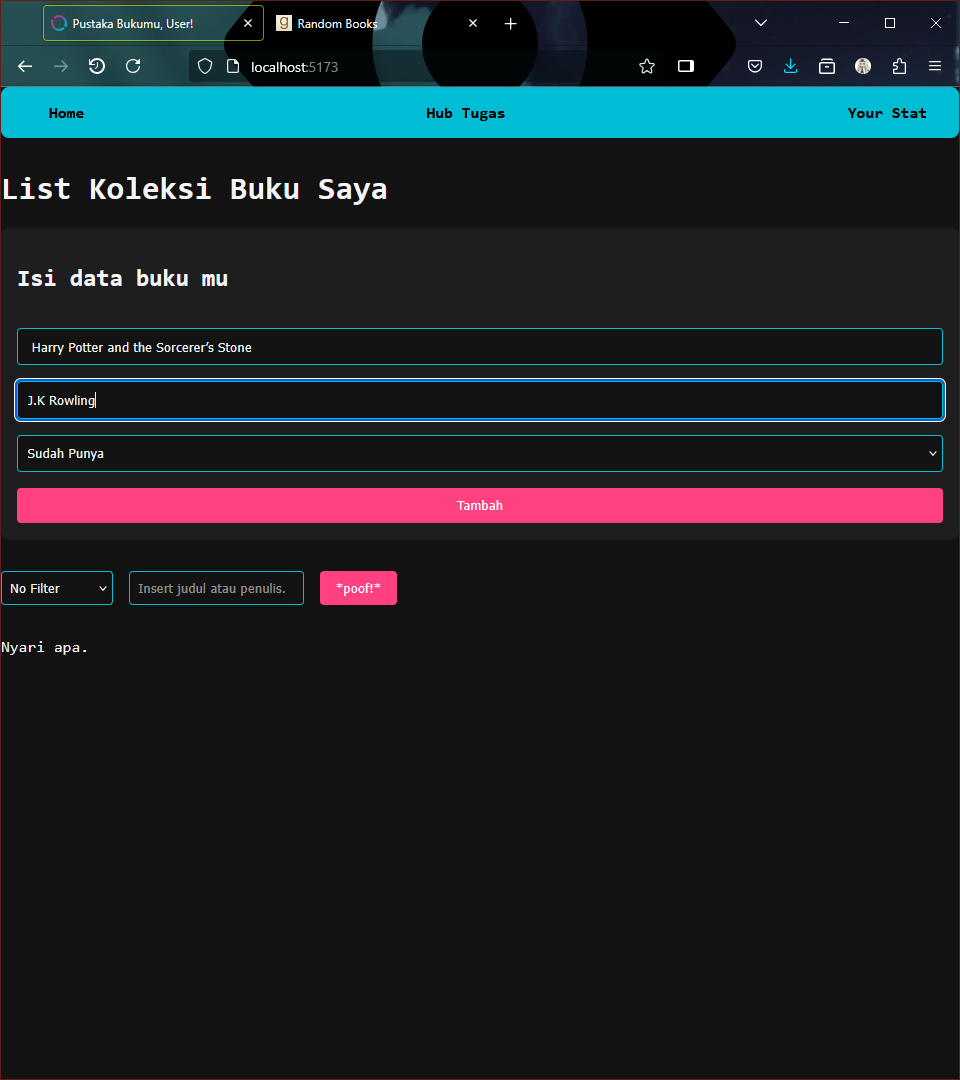 Pustaka Bukumu, User!
Random Books
localhost:5173
Home Hub Tugas Your Stat
List Koleksi Buku Saya
Isi data buku mu
Harry Potter and the Sorcerer’s Stone
J.K Rowling
Sudah Punya
Tambah
No Filter Insert judul atau penulis. *poof!*
Nyari apa.